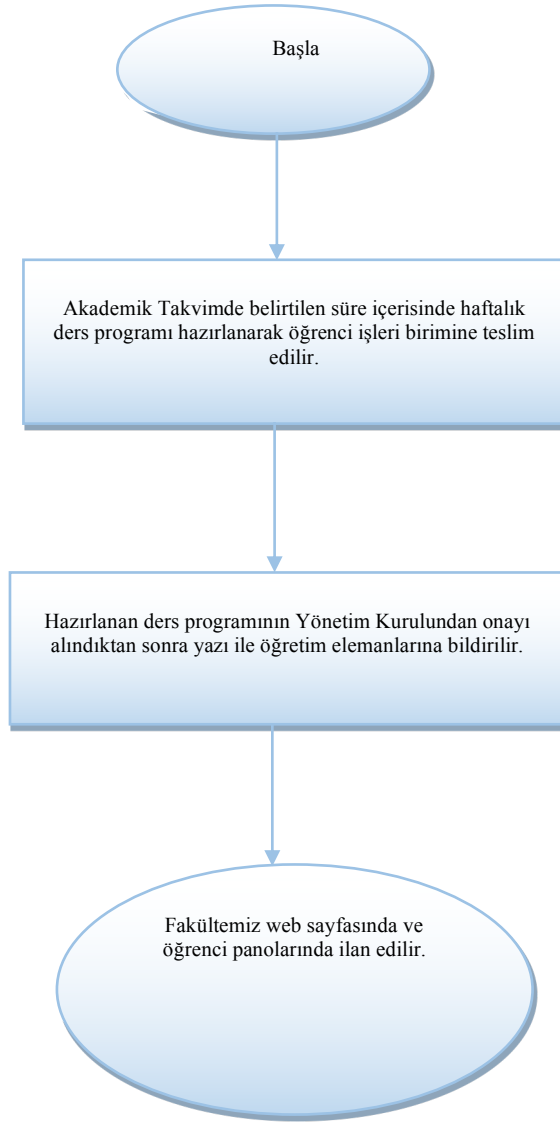 Başla
Akademik Takvimde belirtilen süre içerisinde haftalık
ders programı hazırlanarak öğrenci işleri birimine teslim
edilir.
Hazırlanan ders programının Yönetim Kurulundan onayı
alındıktan sonra yazı ile öğretim elemanlarına bildirilir.
Fakültemiz web sayfasında ve
öğrenci panolarında ilan edilir.